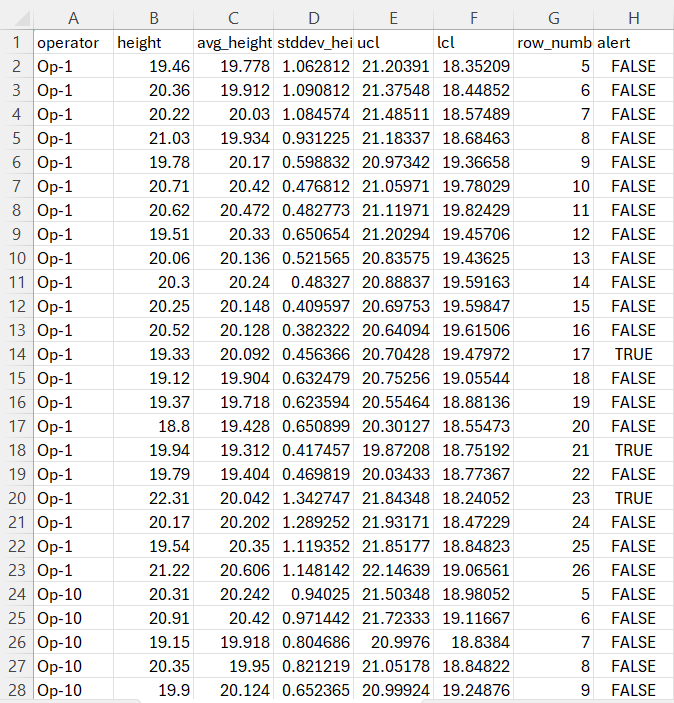 A B C D E F G H
1 operator height avg_height stddev_hei ucl lcl row_numb alert
2 Op-1 19.46 19.778 1.062812 21.20391 18.35209 5 FALSE
3 Op-1 20.36 19.912 1.090812 21.37548 18.44852 6 FALSE
4 Op-1 20.22 20.03 1.084574 21.48511 18.57489 7 FALSE
5 Op-1 21.03 19.934 0.931225 21.18337 18.68463 8 FALSE
6 Op-1 19.78 20.17 0.598832 20.97342 19.36658 9 FALSE
7 Op-1 20.71 20.42 0.476812 21.05971 19.78029 10 FALSE
8 Op-1 20.62 20.472 0.482773 21.11971 19.82429 11 FALSE
9 Op-1 19.51 20.33 0.650654 21.20294 19.45706 12 FALSE
10 Op-1 20.06 20.136 0.521565 20.83575 19.43625 13 FALSE
11 Op-1 20.3 20.24 0.48327 20.88837 19.59163 14 FALSE
12 Op-1 20.25 20.148 0.409597 20.69753 19.59847 15 FALSE
13 Op-1 20.52 20.128 0.382322 20.64094 19.61506 16 FALSE
14 Op-1 19.33 20.092 0.456366 20.70428 19.47972 17 TRUE
15 Op-1 19.12 19.904 0.632479 20.75256 19.05544 18 FALSE
16 Op-1 19.37 19.718 0.623594 20.55464 18.88136 19 FALSE
17 Op-1 18.8 19.428 0.650899 20.30127 18.55473 20 FALSE
18 Op-1 19.94 19.312 0.417457 19.87208 18.75192 21 TRUE
19 Op-1 19.79 19.404 0.469819 20.03433 18.77367 22 FALSE
20 Op-1 22.31 20.042 1.342747 21.84348 18.24052 23 TRUE
21 Op-1 20.17 20.202 1.289252 21.93171 18.47229 24 FALSE
22 Op-1 19.54 20.35 1.119352 21.85177 18.84823 25 FALSE
23 Op-1 21.22 20.606 1.148142 22.14639 19.06561 26 FALSE
24 Op-10 20.31 20.242 0.94025 21.50348 18.98052 5 FALSE
25 Op-10 20.91 20.42 0.971442 21.72333 19.11667 6 FALSE
26 Op-10 19.15 19.918 0.804686 20.9976 18.8384 7 FALSE
27 Op-10 20.35 19.95 0.821219 21.05178 18.84822 8 FALSE
28 Op-10 19.9 20.124 0.652365 20.99924 19.24876 9 FALSE